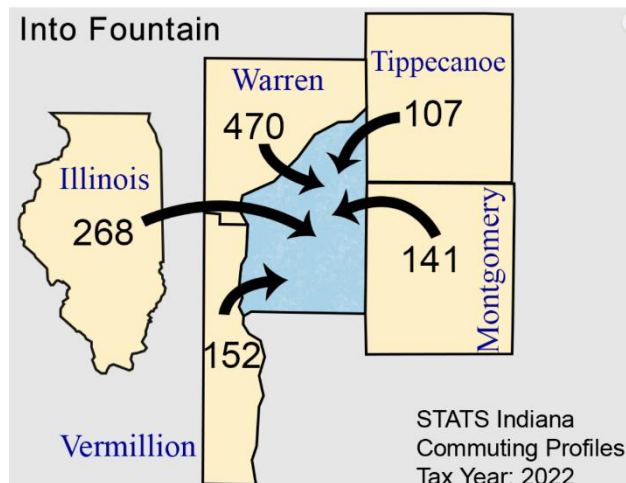 Into Fountain
Tippecanoe
Warren
107
470
Illinois
268
141
Montgomery
152
Vermillion
STATS Indiana
Commuting Profiles
Tax Year: 2022